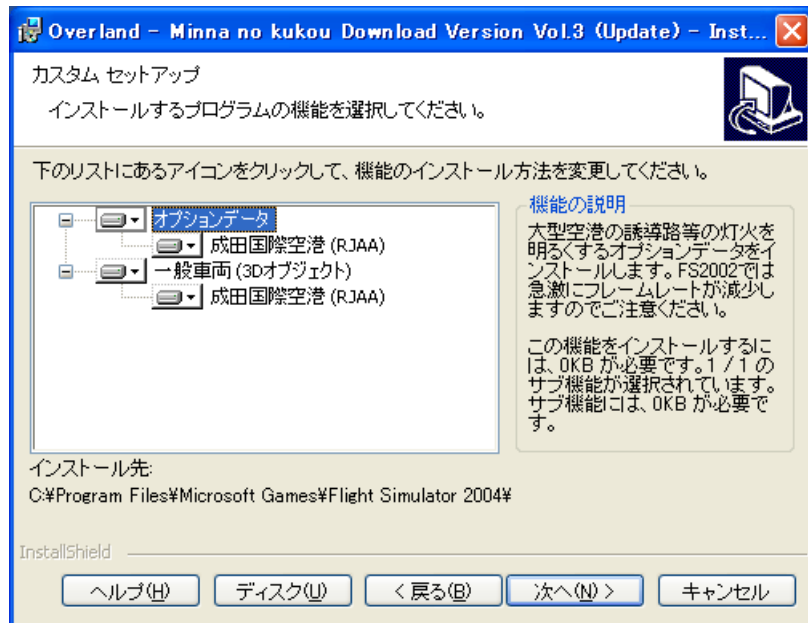 Overland - Minna no kukou Download Version Vol.3 (Update) - Inst...
カスタム セットアップ
インストールするプログラムの機能を選択してください。
下のリストにあるアイコンをクリックして、機能のインストール方法を変更してください。
オプションデータ
成田国際空港 (RJAA)
一般車両 (3Dオブジェクト)
成田国際空港 (RJAA)
機能の説明
大型空港の誘導路等の灯火を
明るくするオプションデータをイ
ンストールします。FS2002では
急激にフレームレートが減少し
ますのでご注意ください。
この機能をインストールするに
は、0KB が必要です。1 / 1 の
サブ機能が選択されています。
サブ機能には、0KB が必要で
す。
インストール先:
C:¥Program Files¥Microsoft Games¥Flight Simulator 2004¥
InstallShield
ヘルプ(H)
ディスク(U)
< 戻る(B)
次へ(N) >
キャンセル